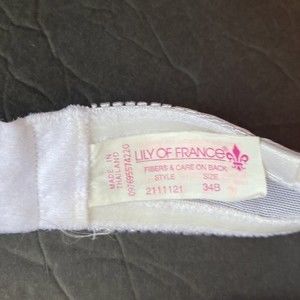 MADE IN
THAILAND
LILY OF FRANCE
FIBERS & CARE ON BACK
STYLE SIZE
2111121 34B